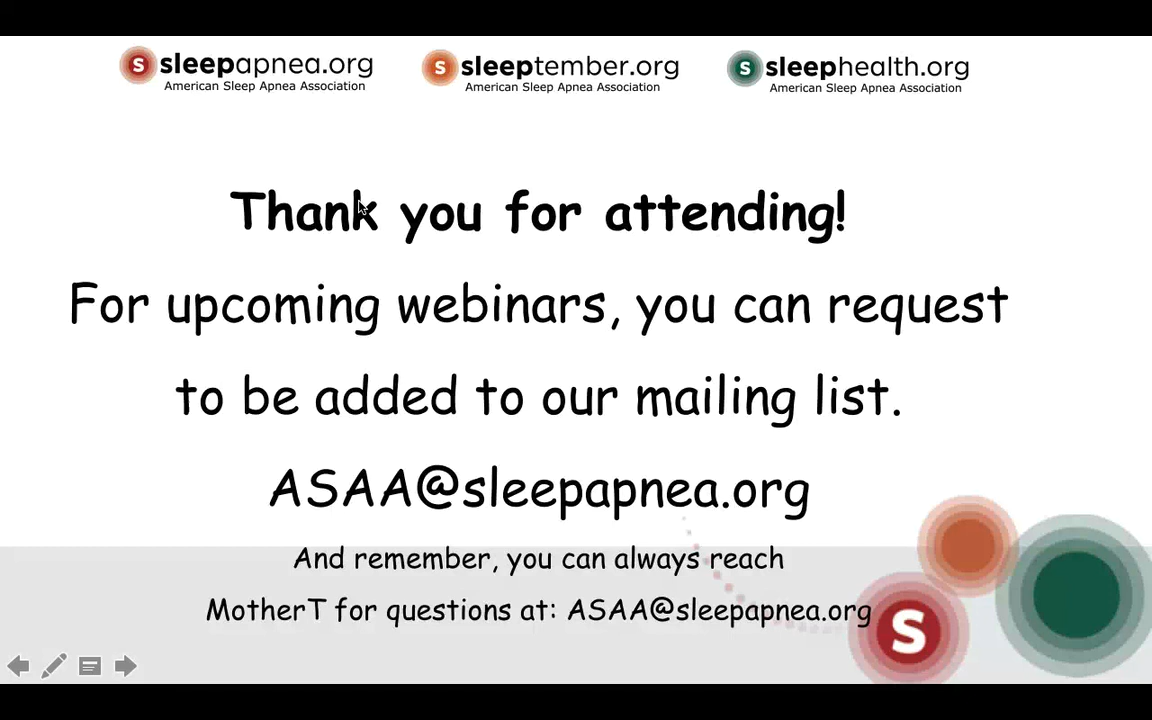 S sleepapnea.org
American Sleep Apnea Association
S sleeptember.org
American Sleep Apnea Association
S sleephealth.org
American Sleep Apnea Association
Thank you for attending!
For upcoming webinars, you can request
to be added to our mailing list.
ASAA@sleepapnea.org
And remember, you can always reach
MotherT for questions at: ASAA@sleepapnea.org
S